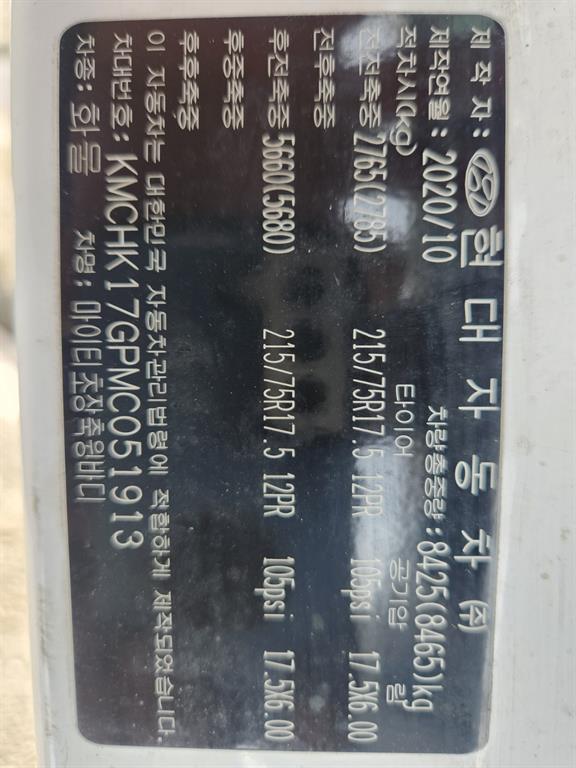 제 작 자: 현 대 자 동 차 ㈜
제작연월: 2020/10 차량총중량:8425(8465)kg
적차시(kg) 타이어 공기압 림
전전축중 2765(2785) 215/75R17.5 12PR 105psi 17.5X6.00
전후축중
후전축중 5660(5680) 215/75R17.5 12PR 105psi 17.5X6.00
후중축중
후후축중
이 자동차는 대한민국 자동차관리법령에 적합하게 제작되었습니다.
차대번호: KMCHK17GPMC051913
차종: 화물 차명: 마이티초장축윙바디